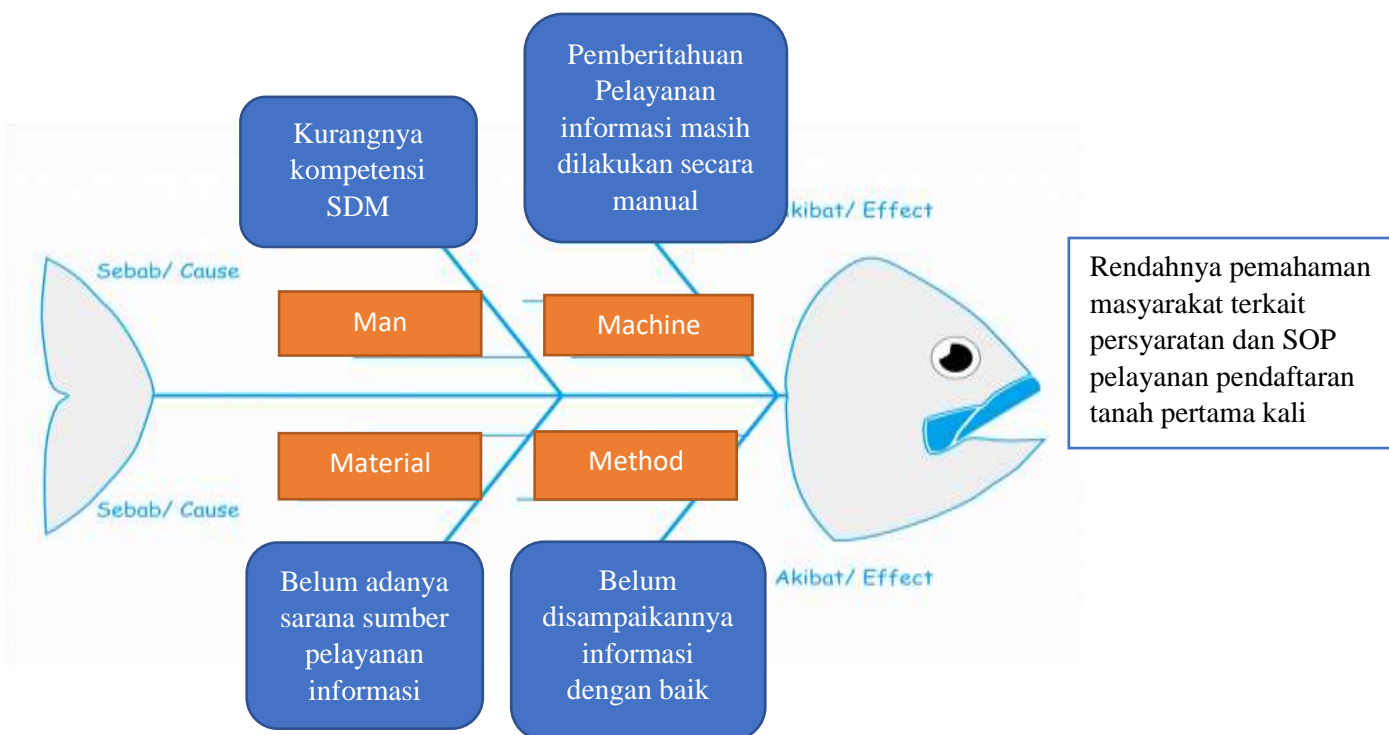 Kurangnya
kompetensi
SDM
Pemberitahuan
Pelayanan
informasi masih
dilakukan secara
manual
Akibat/ Effect
Sebab/ Cause
Man
Machine
Rendahnya pemahaman
masyarakat terkait
persyaratan dan SOP
pelayanan pendaftaran
tanah pertama kali
Material
Method
Sebab/ Cause
Belum adanya
sarana sumber
pelayanan
informasi
Belum
disampaikannya
informasi
dengan baik
Akibat/ Effect